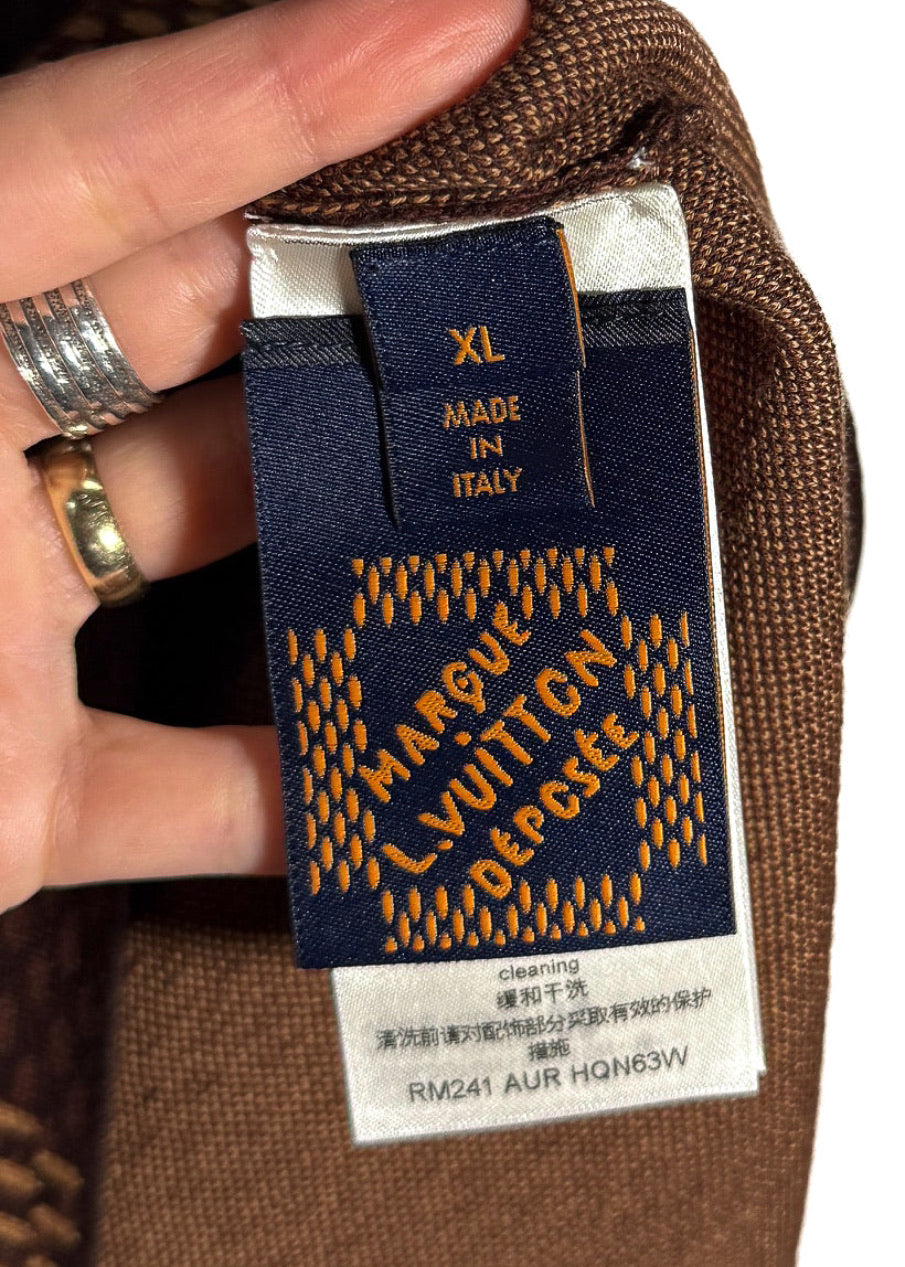 XL
MADE
IN
ITALY
MARQUE
L.VUITTON
DÉPOSÉE
cleaning
缓和干洗
清洗前请对配饰部分采取有效的保护
措施
RM241 AUR HQN63W